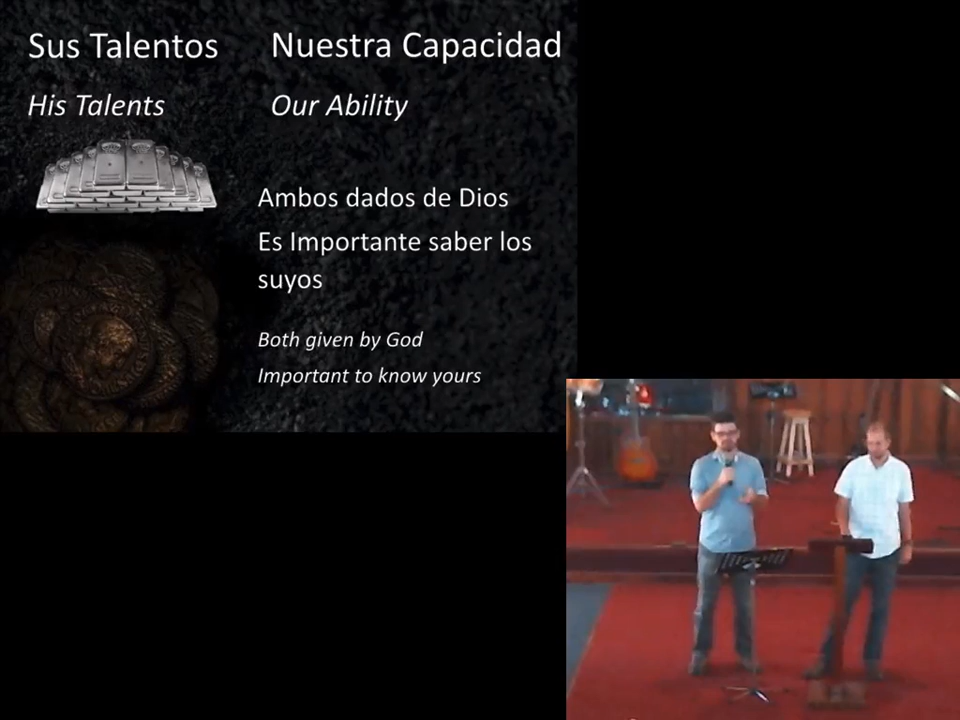 Sus Talentos
Nuestra Capacidad
His Talents
Our Ability
Ambos dados de Dios
Es Importante saber los
suyos
Both given by God
Important to know yours